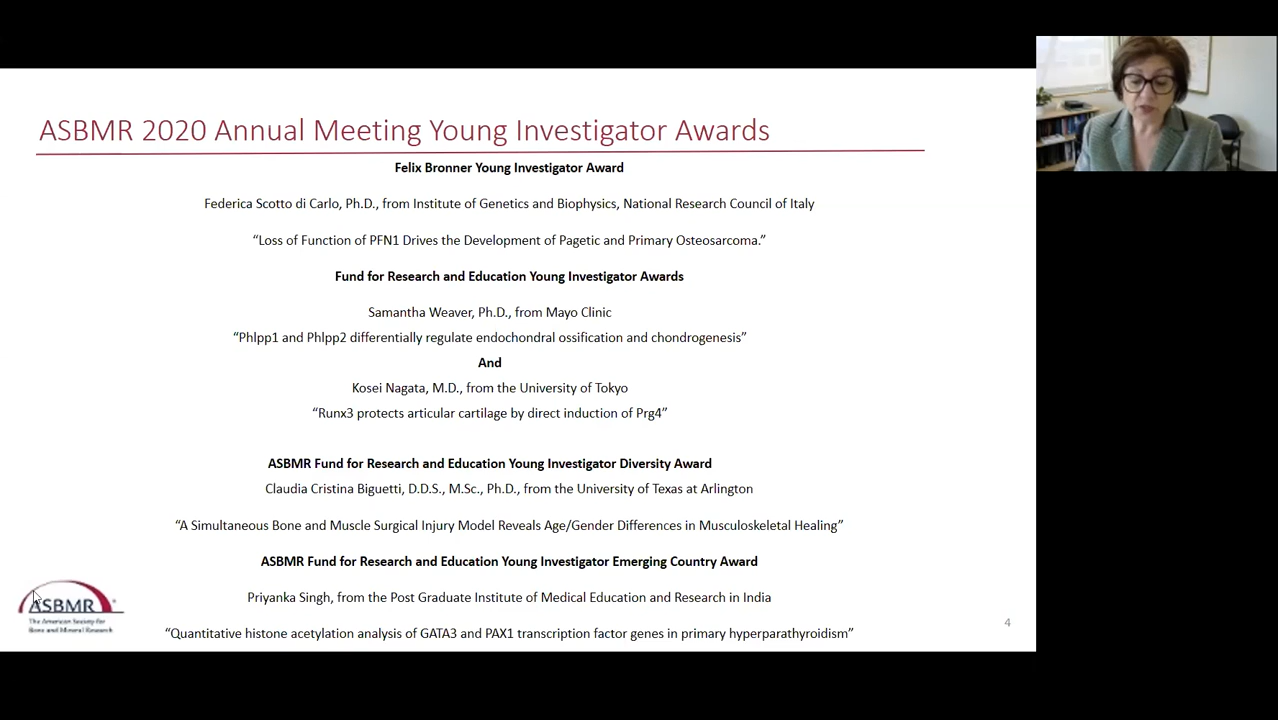 ASBMR 2020 Annual Meeting Young Investigator Awards
Felix Bronner Young Investigator Award
Federica Scotto di Carlo, Ph.D., from Institute of Genetics and Biophysics, National Research Council of Italy
“Loss of Function of PFN1 Drives the Development of Pagetic and Primary Osteosarcoma.”
Fund for Research and Education Young Investigator Awards
Samantha Weaver, Ph.D., from Mayo Clinic
“Phlpp1 and Phlpp2 differentially regulate endochondral ossification and chondrogenesis”
And
Kosei Nagata, M.D., from the University of Tokyo
“Runx3 protects articular cartilage by direct induction of Prg4”
ASBMR Fund for Research and Education Young Investigator Diversity Award
Claudia Cristina Biguetti, D.D.S., M.Sc., Ph.D., from the University of Texas at Arlington
“A Simultaneous Bone and Muscle Surgical Injury Model Reveals Age/Gender Differences in Musculoskeletal Healing”
ASBMR Fund for Research and Education Young Investigator Emerging Country Award
Priyanka Singh, from the Post Graduate Institute of Medical Education and Research in India
“Quantitative histone acetylation analysis of GATA3 and PAX1 transcription factor genes in primary hyperparathyroidism”
ASBMR
The American Society for
Bone and Mineral Research
4